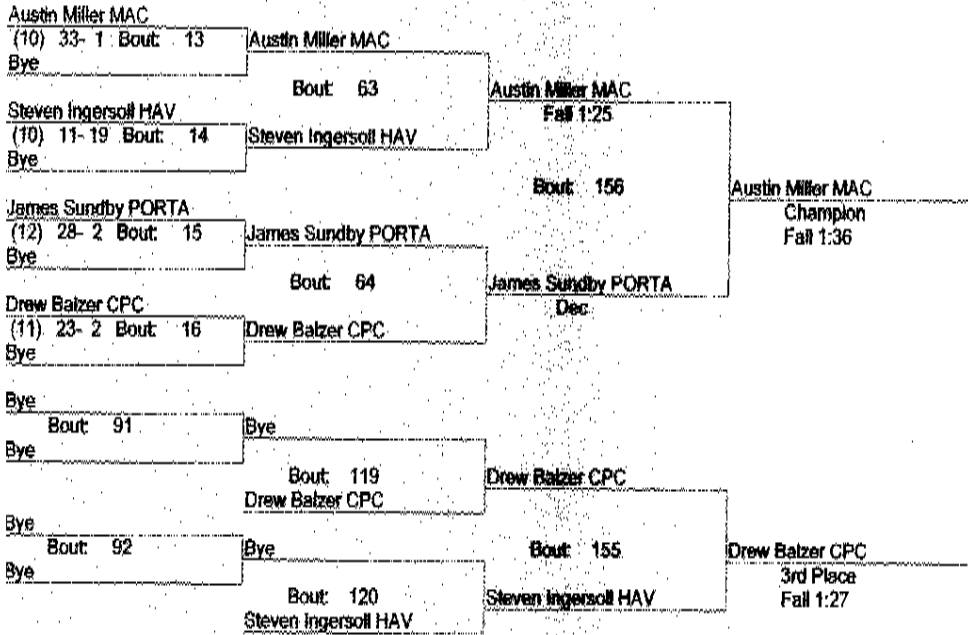 Austin Miller MAC
(10) 33- 1 Bout: 13
Bye
Austin Miller MAC
Bout: 63
Steven Ingersoll HAV
(10) 11- 19 Bout: 14
Bye
Steven Ingersoll HAV
Austin Miller MAC
Fall 1:25
James Sundby PORTA
(12) 28- 2 Bout: 15
Bye
James Sundby PORTA
Bout: 64
Drew Balzer CPC
(11) 23- 2 Bout: 16
Bye
Drew Balzer CPC
James Sundby PORTA
Dec
Bout: 156
Austin Miller MAC
Champion
Fall 1:36
Bye
Bout: 91
Bye
Bye
Bout: 119
Drew Balzer CPC
Drew Balzer CPC
Bye
Bout: 92
Bye
Bye
Bout: 120
Steven Ingersoll HAV
Steven Ingersoll HAV
Bout: 155
Drew Balzer CPC
3rd Place
Fall 1:27